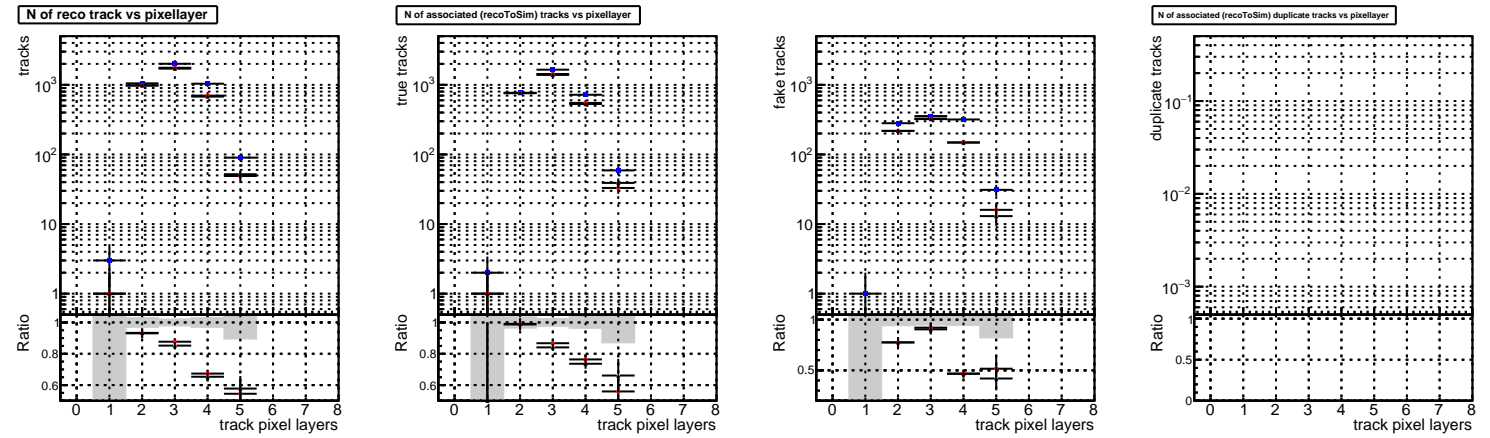 N of reco track vs pixellayer
tracks
10³
10²
10
1
Ratio
1
0.8
0.6
0 1 2 3 4 5 6 7 8
track pixel layers
N of associated (recoToSim) tracks vs pixellayer
true tracks
10³
10²
10
1
Ratio
1
0.8
0.6
0 1 2 3 4 5 6 7 8
track pixel layers
fake tracks
10³
10²
10
1
Ratio
1
0.5
0 1 2 3 4 5 6 7 8
track pixel layers
N of associated (recoToSim) duplicate tracks vs pixellayer
duplicate tracks
10⁻¹
10⁻²
10⁻³
Ratio
1
0.5
0
0 1 2 3 4 5 6 7 8
track pixel layers